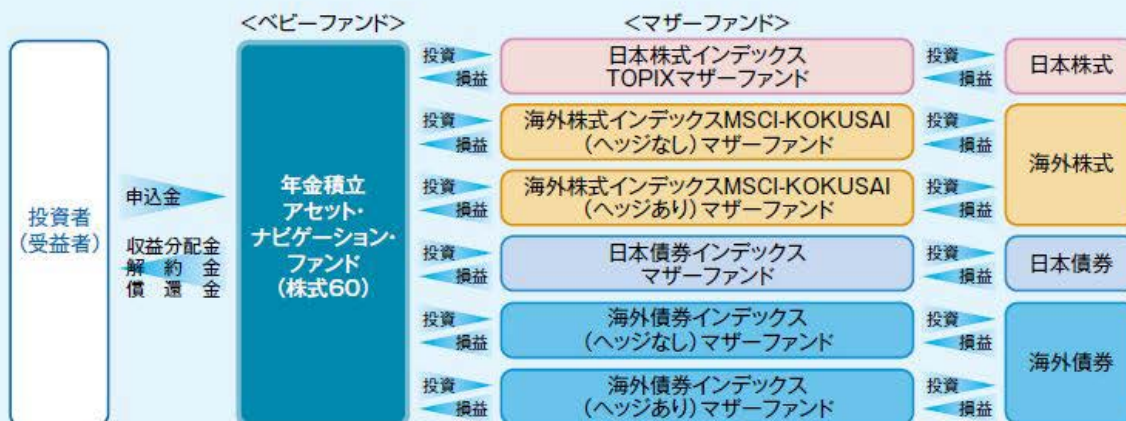 <ベビーファンド>
<マザーファンド>
投資者
(受益者)
申込金
収益分配金
解約金
償還金
年金積立
アセット・
ナビゲーション・
ファンド
(株式60)
投資
損益
日本株式インデックス
TOPIXマザーファンド
投資
損益
日本株式
投資
損益
海外株式インデックスMSCI-KOKUSAI
(ヘッジなし)マザーファンド
投資
損益
海外株式
投資
損益
海外株式インデックスMSCI-KOKUSAI
(ヘッジあり)マザーファンド
投資
損益
投資
損益
日本債券インデックス
マザーファンド
投資
損益
日本債券
投資
損益
海外債券インデックス
(ヘッジなし)マザーファンド
投資
損益
海外債券
投資
損益
海外債券インデックス
(ヘッジあり)マザーファンド
投資
損益